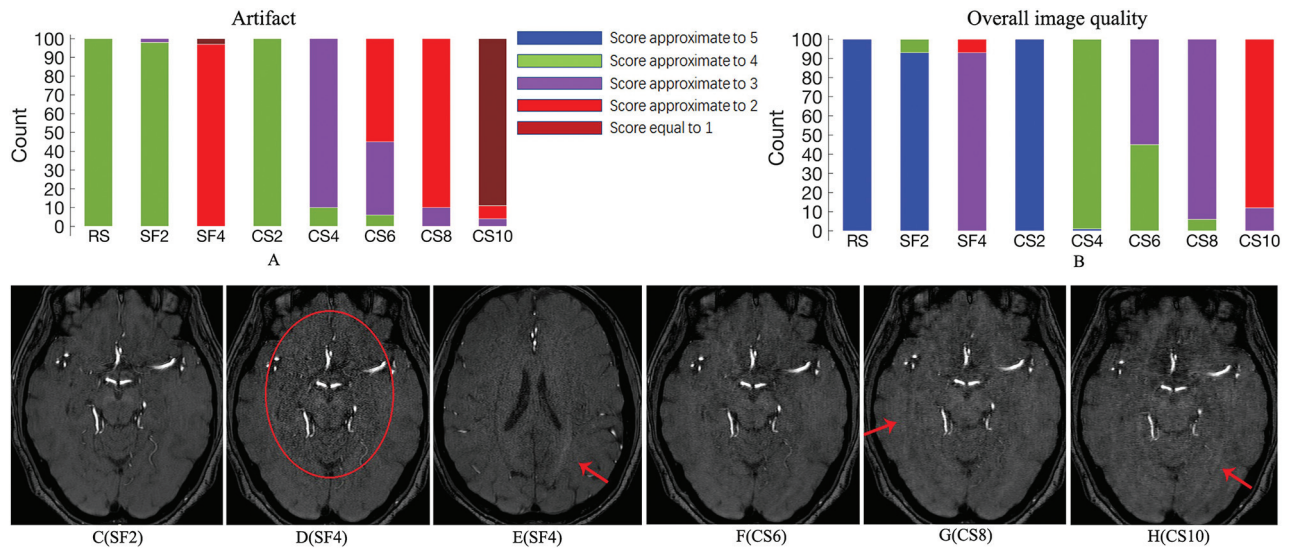 Artifact
Overall image quality
Count
100
90
80
70
60
50
40
30
20
10
0
RS SF2 SF4 CS2 CS4 CS6 CS8 CS10
A
Score approximate to 5
Score approximate to 4
Score approximate to 3
Score approximate to 2
Score equal to 1
Count
100
90
80
70
60
50
40
30
20
10
0
RS SF2 SF4 CS2 CS4 CS6 CS8 CS10
B
C(SF2) D(SF4) E(SF4) F(CS6) G(CS8) H(CS10)